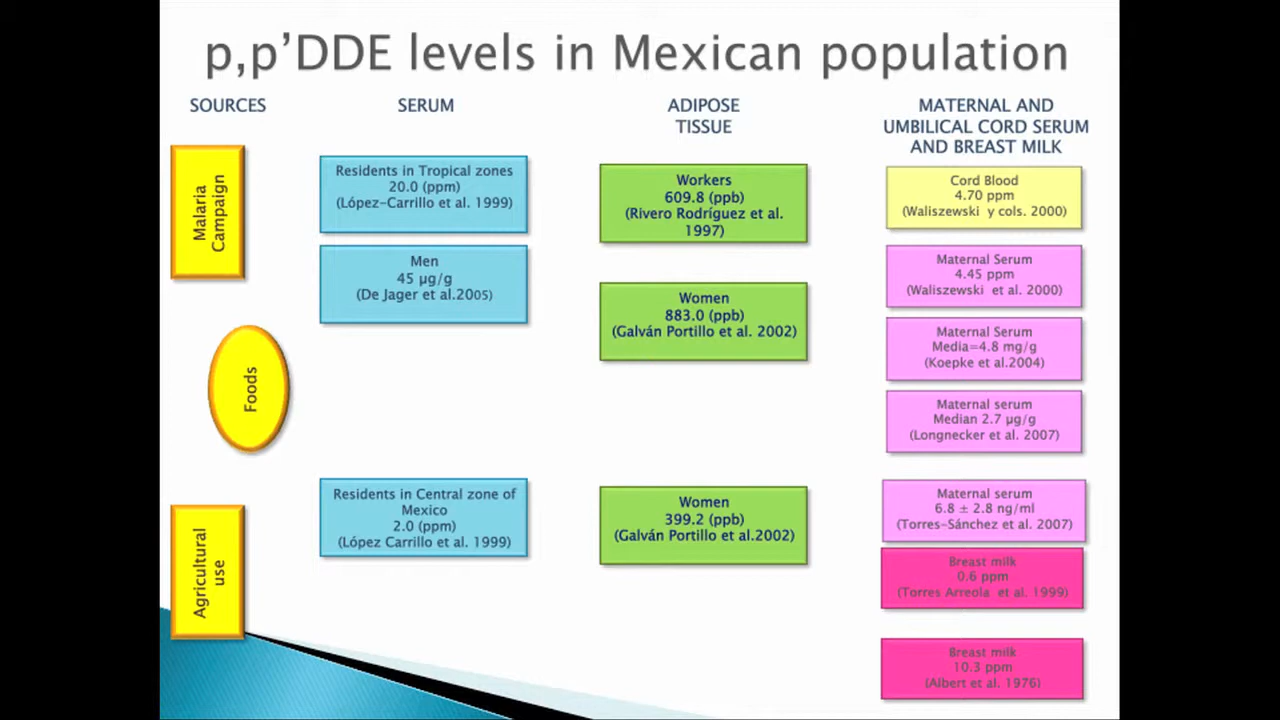 p,p’DDE levels in Mexican population
SOURCES
Malaria
Campaign
Foods
Agricultural
use
SERUM
Residents in Tropical zones
20.0 (ppm)
(López-Carrillo et al. 1999)
Men
45 µg/g
(De Jager et al.2005)
Residents in Central zone of
Mexico
2.0 (ppm)
(López Carrillo et al. 1999)
ADIPOSE
TISSUE
Workers
609.8 (ppb)
(Rivero Rodríguez et al.
1997)
Women
883.0 (ppb)
(Galván Portillo et al. 2002)
Women
399.2 (ppb)
(Galván Portillo et al.2002)
MATERNAL AND
UMBILICAL CORD SERUM
AND BREAST MILK
Cord Blood
4.70 ppm
(Waliszewski y cols. 2000)
Maternal Serum
4.45 ppm
(Waliszewski et al. 2000)
Maternal Serum
Media=4.8 mg/g
(Koepke et al.2004)
Maternal serum
Median 2.7 µg/g
(Longnecker et al. 2007)
Maternal serum
6.8 ± 2.8 ng/ml
(Torres-Sánchez et al. 2007)
Breast milk
0.6 ppm
(Torres Arreola et al. 1999)
Breast milk
10.3 ppm
(Albert et al. 1976)